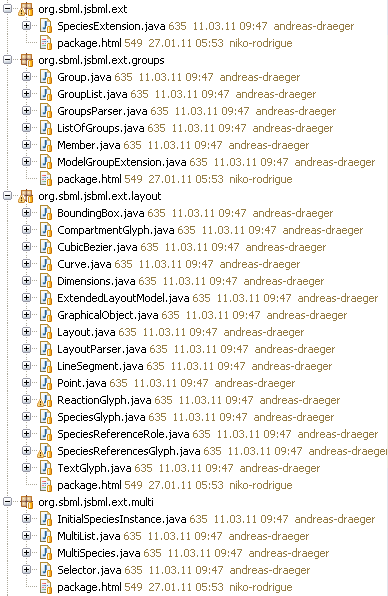 org.sbml.jsbml.ext
SpeciesExtension.java 635 11.03.11 09:47 andreas-draeger
package.html 549 27.01.11 05:53 niko-rodrigue
org.sbml.jsbml.ext.groups
Group.java 635 11.03.11 09:47 andreas-draeger
GroupList.java 635 11.03.11 09:47 andreas-draeger
GroupsParser.java 635 11.03.11 09:47 andreas-draeger
ListOfGroups.java 635 11.03.11 09:47 andreas-draeger
Member.java 635 11.03.11 09:47 andreas-draeger
ModelGroupExtension.java 635 11.03.11 09:47 andreas-draeger
package.html 549 27.01.11 05:53 niko-rodrigue
org.sbml.jsbml.ext.layout
BoundingBox.java 635 11.03.11 09:47 andreas-draeger
CompartmentGlyph.java 635 11.03.11 09:47 andreas-draeger
CubicBezier.java 635 11.03.11 09:47 andreas-draeger
Curve.java 635 11.03.11 09:47 andreas-draeger
Dimensions.java 635 11.03.11 09:47 andreas-draeger
ExtendedLayoutModel.java 635 11.03.11 09:47 andreas-draeger
GraphicalObject.java 635 11.03.11 09:47 andreas-draeger
Layout.java 635 11.03.11 09:47 andreas-draeger
LayoutParser.java 635 11.03.11 09:47 andreas-draeger
LineSegment.java 635 11.03.11 09:47 andreas-draeger
Point.java 635 11.03.11 09:47 andreas-draeger
ReactionGlyph.java 635 11.03.11 09:47 andreas-draeger
SpeciesGlyph.java 635 11.03.11 09:47 andreas-draeger
SpeciesReferenceRole.java 635 11.03.11 09:47 andreas-draeger
SpeciesReferencesGlyph.java 635 11.03.11 09:47 andreas-draeger
TextGlyph.java 635 11.03.11 09:47 andreas-draeger
package.html 549 27.01.11 05:53 niko-rodrigue
org.sbml.jsbml.ext.multi
InitialSpeciesInstance.java 635 11.03.11 09:47 andreas-draeger
MultiList.java 635 11.03.11 09:47 andreas-draeger
MultiSpecies.java 635 11.03.11 09:47 andreas-draeger
Selector.java 635 11.03.11 09:47 andreas-draeger
package.html 549 27.01.11 05:53 niko-rodrigue